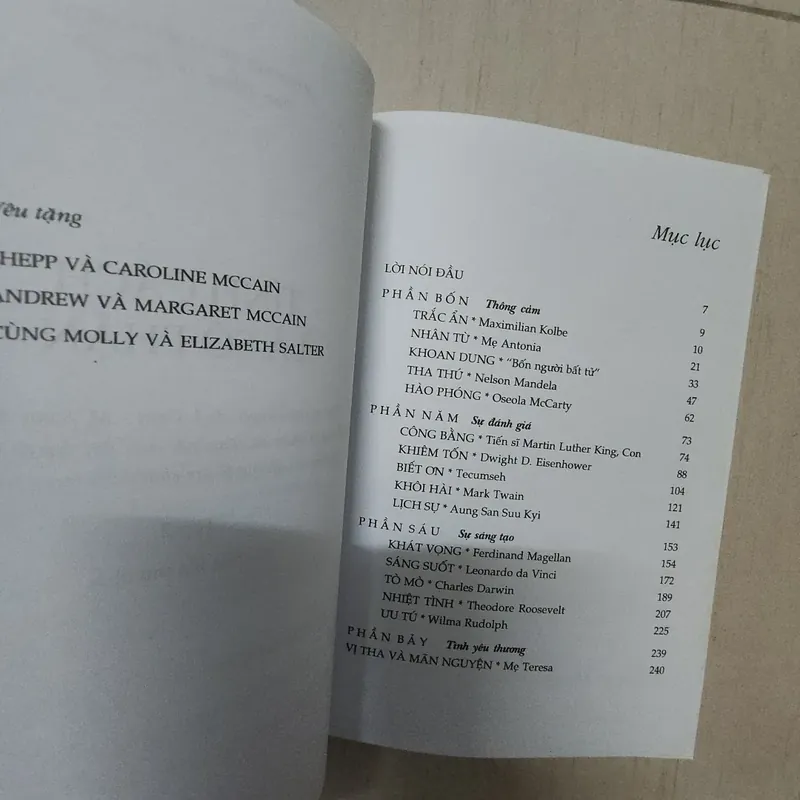 Yêu tặng
HEPP VÀ CAROLINE MCCAIN
ANDREW VÀ MARGARET MCCAIN
CÙNG MOLLY VÀ ELIZABETH SALTER
Mục lục
LỜI NÓI ĐẦU 7
PHẦN BỐN Thông cảm 9
TRẮC ẨN * Maximilian Kolbe 10
NHÂN TỪ * Mẹ Antonia 21
KHOAN DUNG * "Bốn người bất tử" 33
THA THỨ * Nelson Mandela 47
HÀO PHÓNG * Oseola McCarty 62
PHẦN NĂM Sự đánh giá 73
CÔNG BẰNG * Tiến sĩ Martin Luther King, Con 74
KHIÊM TỐN * Dwight D. Eisenhower 88
BIẾT ƠN * Tecumseh 104
KHÔI HÀI * Mark Twain 121
LỊCH SỰ * Aung San Suu Kyi 141
PHẦN SÁU Sự sáng tạo 153
KHÁT VỌNG * Ferdinand Magellan 154
SÁNG SUỐT * Leonardo da Vinci 172
TÒ MÒ * Charles Darwin 189
NHIỆT TÌNH * Theodore Roosevelt 207
ƯU TÚ * Wilma Rudolph 225
PHẦN BẢY Tình yêu thương 239
VỊ THA VÀ MÃN NGUYỆN * Mẹ Teresa 240